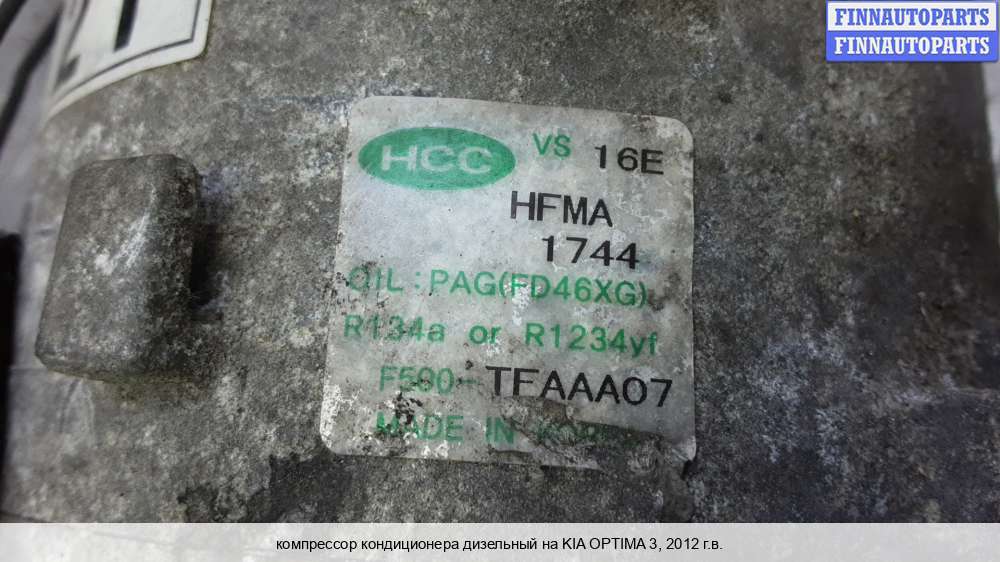 FINNAUTOPARTS
FINNAUTOPARTS
HCC VS 16E
HFMA
1744
OIL : PAG(FD46XG)
R134a or R1234yf
F500- TFAAA07
MADE IN
компрессор кондиционера дизельный на KIA OPTIMA 3, 2012 г.в.